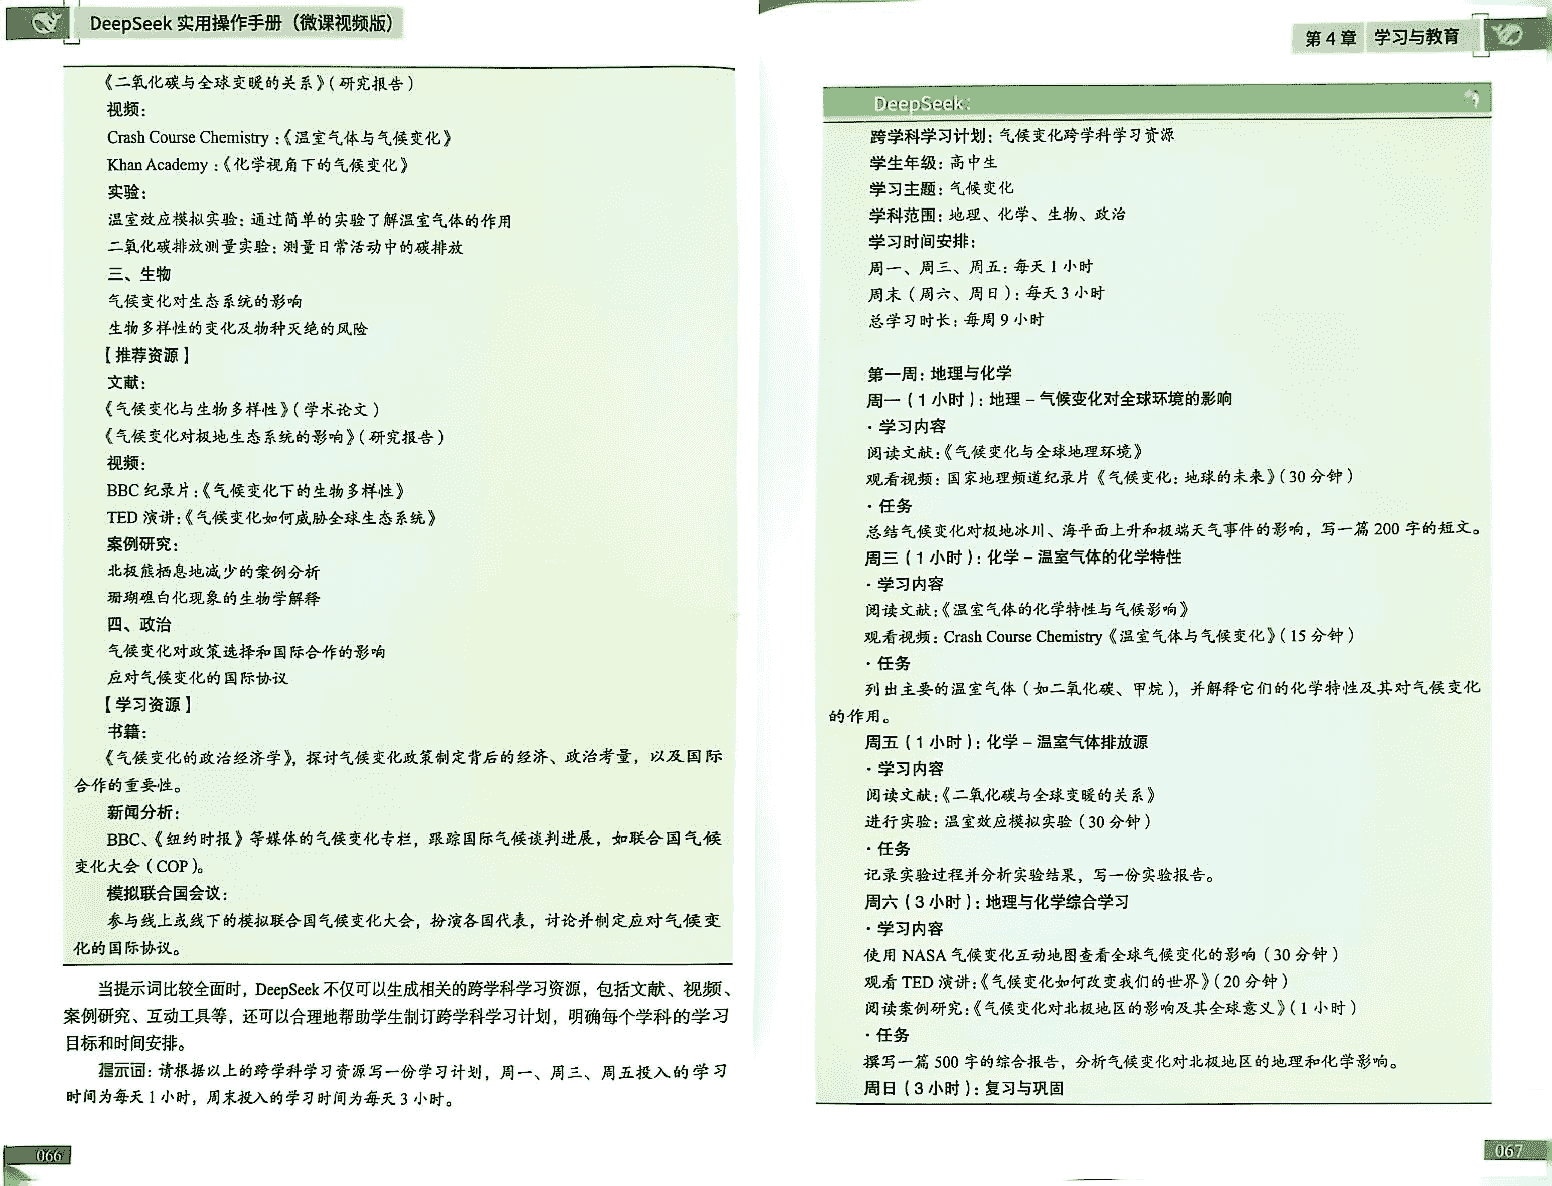 DeepSeek 实用操作手册（微课视频版）
《二氧化碳与全球变暖的关系》（研究报告）
视频：
Crash Course Chemistry：《温室气体与气候变化》
Khan Academy：《化学视角下的气候变化》
实验：
温室效应模拟实验：通过简单的实验了解温室气体的作用
二氧化碳排放测量实验：测量日常活动中的碳排放
三、生物
气候变化对生态系统的影响
生物多样性的变化及物种灭绝的风险
【推荐资源】
文献：
《气候变化与生物多样性》（学术论文）
《气候变化对极地生态系统的影响》（研究报告）
视频：
BBC 纪录片：《气候变化下的生物多样性》
TED 演讲：《气候变化如何威胁全球生态系统》
案例研究：
北极熊栖息地减少的案例分析
珊瑚礁白化现象的生物学解释
四、政治
气候变化对政策选择和国际合作的影响
应对气候变化的国际协议
【学习资源】
书籍：
《气候变化的政治经济学》，探讨气候变化政策制定背后的经济、政治考量，以及国际
合作的重要性。
新闻分析：
BBC、《纽约时报》等媒体的气候变化专栏，跟踪国际气候谈判进展，如联合国气候
变化大会（COP）。
模拟联合国会议：
参与线上或线下的模拟联合国气候变化大会，扮演各国代表，讨论并制定应对气候变
化的国际协议。
当提示词比较全面时，DeepSeek 不仅可以生成相关的跨学科学习资源，包括文献、视频、
案例研究、互动工具等，还可以合理地帮助学生制订跨学科学习计划，明确每个学科的学习
目标和时间安排。
提示词：请根据以上的跨学科学习资源写一份学习计划，周一、周三、周五投入的学习
时间为每天 1 小时，周末投入的学习时间为每天 3 小时。
066
第 4 章 学习与教育
DeepSeek：
跨学科学习计划：气候变化跨学科学习资源
学生年级：高中生
学习主题：气候变化
学科范围：地理、化学、生物、政治
学习时间安排：
周一、周三、周五：每天 1 小时
周末（周六、周日）：每天 3 小时
总学习时长：每周 9 小时
第一周：地理与化学
周一（1 小时）：地理 – 气候变化对全球环境的影响
· 学习内容
阅读文献：《气候变化与全球地理环境》
观看视频：国家地理频道纪录片《气候变化：地球的未来》（30 分钟）
· 任务
总结气候变化对极地冰川、海平面上升和极端天气事件的影响，写一篇 200 字的短文。
周三（1 小时）：化学 – 温室气体的化学特性
· 学习内容
阅读文献：《温室气体的化学特性与气候影响》
观看视频：Crash Course Chemistry《温室气体与气候变化》（15 分钟）
· 任务
列出主要的温室气体（如二氧化碳、甲烷），并解释它们的化学特性及其对气候变化
的作用。
周五（1 小时）：化学 – 温室气体排放源
· 学习内容
阅读文献：《二氧化碳与全球变暖的关系》
进行实验：温室效应模拟实验（30 分钟）
· 任务
记录实验过程并分析实验结果，写一份实验报告。
周六（3 小时）：地理与化学综合学习
· 学习内容
使用 NASA 气候变化互动地图查看全球气候变化的影响（30 分钟）
观看 TED 演讲：《气候变化如何改变我们的世界》（20 分钟）
阅读案例研究：《气候变化对北极地区的影响及其全球意义》（1 小时）
· 任务
撰写一篇 500 字的综合报告，分析气候变化对北极地区的地理和化学影响。
周日（3 小时）：复习与巩固
067